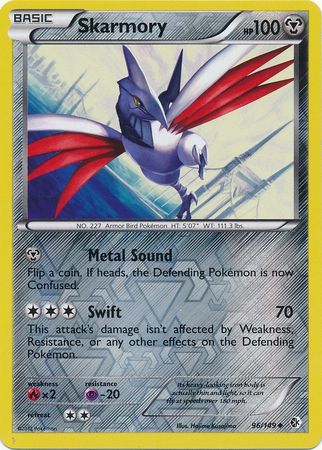 BASIC
Skarmory
HP100
NO. 227 Armor Bird Pokémon HT: 5'07" WT: 111.3 lbs.
Metal Sound
Flip a coin. If heads, the Defending Pokémon is now
Confused.
Swift 70
This attack's damage isn't affected by Weakness,
Resistance, or any other effects on the
Defending Pokémon.
weakness
×2
resistance
-20
retreat
Its heavy-looking iron body is
actually thin and light, so it can
fly at speeds over 180 mph.
©2012 Pokémon
Illus. Hajime Kusajima
96/149